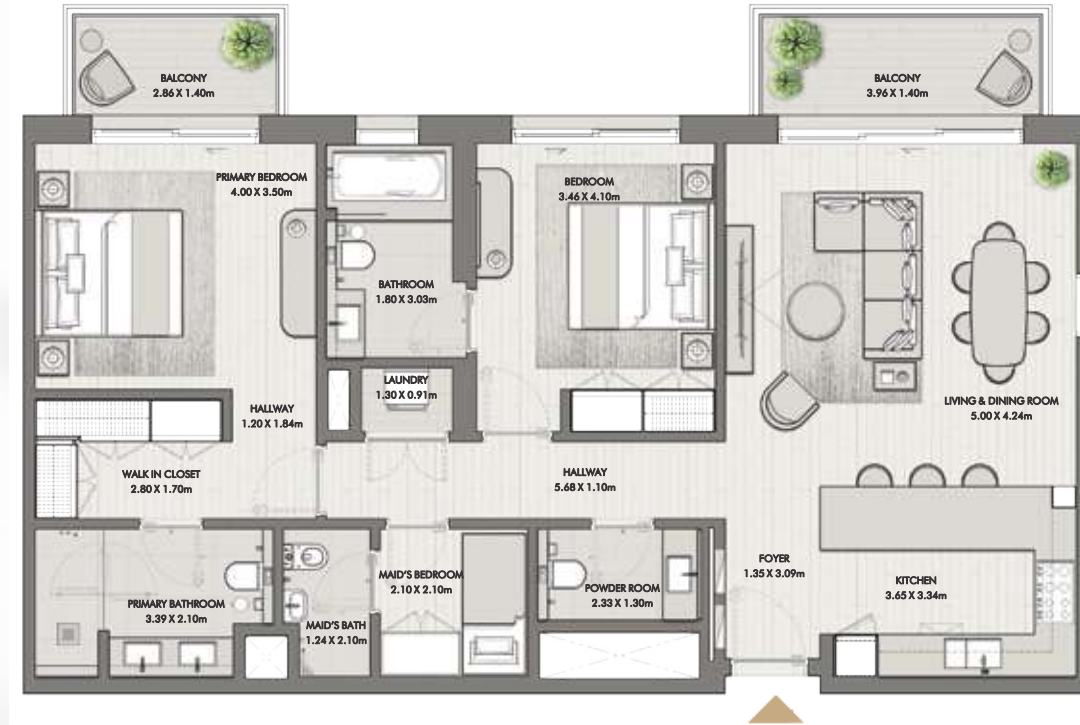 BALCONY
2.86 X 1.40m
BALCONY
3.96 X 1.40m
PRIMARY BEDROOM
4.00 X 3.50m
BEDROOM
3.46 X 4.10m
BATHROOM
1.80 X 3.03m
LAUNDRY
1.30 X 0.91m
HALLWAY
1.20 X 1.84m
LIVING & DINING ROOM
5.00 X 4.24m
WALK IN CLOSET
2.80 X 1.70m
HALLWAY
5.68 X 1.10m
FOYER
1.35 X 3.09m
KITCHEN
3.65 X 3.34m
MAID'S BEDROOM
2.10 X 2.10m
POWDER ROOM
2.33 X 1.30m
PRIMARY BATHROOM
3.39 X 2.10m
MAID'S BATH
1.24 X 2.10m